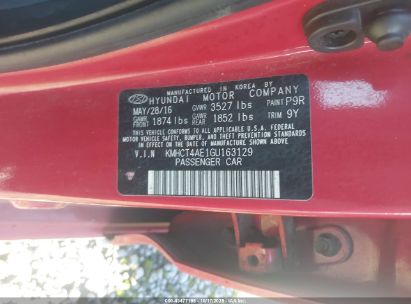 MANUFACTURED IN KOREA BY
HYUNDAI MOTOR COMPANY
MAY/28/16 GVWR 3527 lbs PAINT P9R
GAWR FRONT 1874 lbs GAWR REAR 1852 lbs TRIM 9Y
THIS VEHICLE CONFORMS TO ALL APPLICABLE
FEDERAL MOTOR VEHICLE SAFETY, BUMPER,
AND THEFT PREVENTION STANDARDS IN EFFECT
ON THE DATE OF MANUFACTURE SHOWN ABOVE.
V.I.N KMHCT4AE1GU163129
PASSENGER CAR